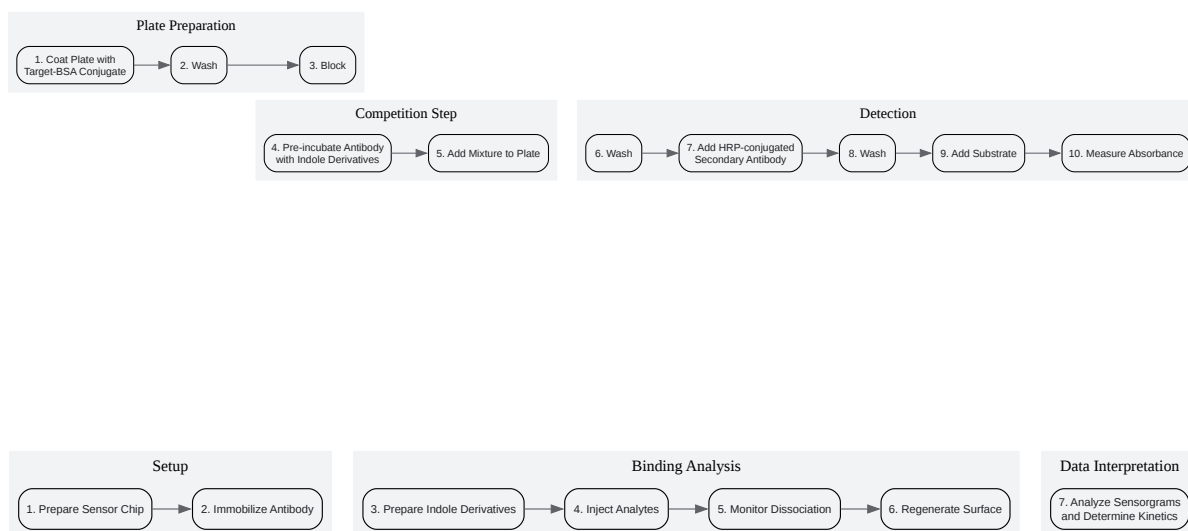 Plate Preparation
1. Coat Plate with
Target-BSA Conjugate
2. Wash
3. Block
Competition Step
4. Pre-incubate Antibody
with Indole Derivatives
5. Add Mixture to Plate
Detection
6. Wash
7. Add HRP-conjugated
Secondary Antibody
8. Wash
9. Add Substrate
10. Measure Absorbance
Setup
1. Prepare Sensor Chip
2. Immobilize Antibody
Binding Analysis
3. Prepare Indole Derivatives
4. Inject Analytes
5. Monitor Dissociation
6. Regenerate Surface
Data Interpretation
7. Analyze Sensorgrams
and Determine Kinetics